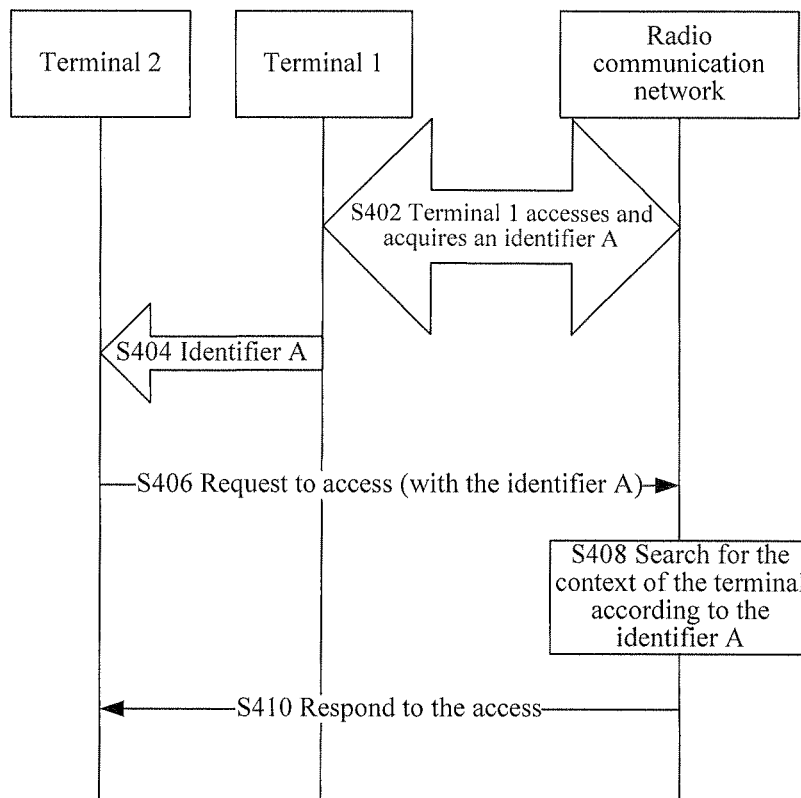 Terminal 2
Terminal 1
Radio
communication
network
S402 Terminal 1 accesses and
acquires an identifier A
S404 Identifier A
S406 Request to access (with the identifier A)
S408 Search for the
context of the terminal
according to the
identifier A
S410 Respond to the access